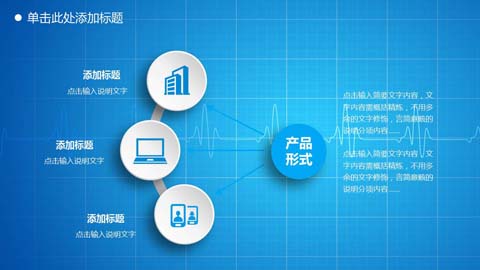 单击此处添加标题
添加标题
点击输入说明文字
添加标题
点击输入说明文字
添加标题
点击输入说明文字
产品
形式
点击输入简要文字内容，文
字内容需概括精炼，不用多
余的文字修饰，言简意赅的
说明分项内容……
点击输入简要文字内容，文
字内容需概括精炼，不用多
余的文字修饰，言简意赅的
说明分项内容……